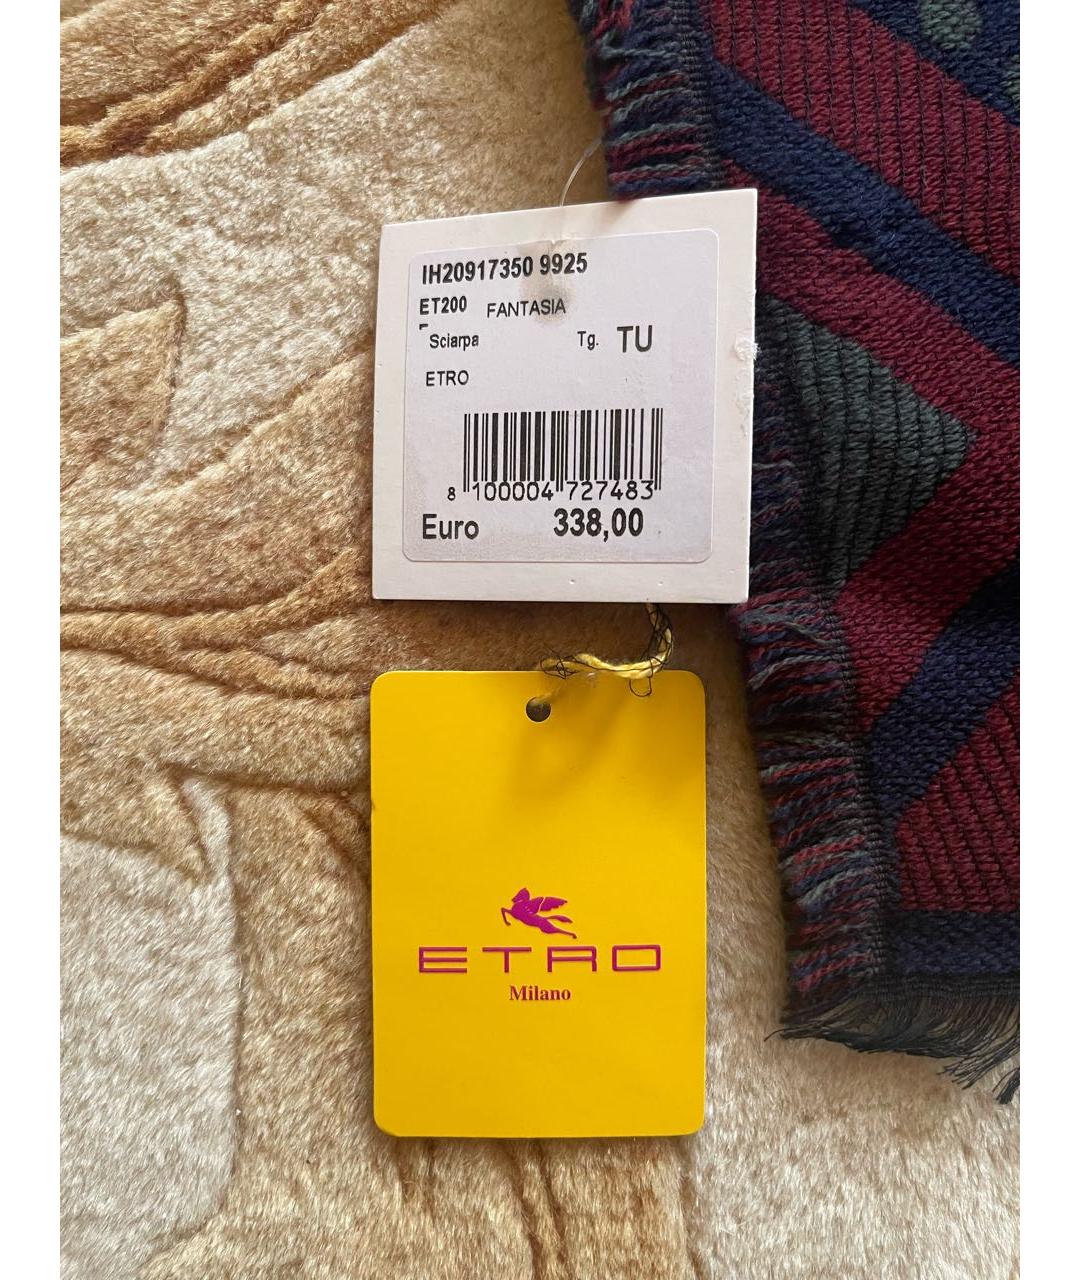 IH20917350 9925
ET200 FANTASIA
Sciarpa Tg. TU
ETRO
8 100004 727483
Euro 338,00
ETRO
Milano